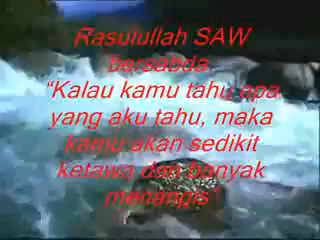 Rasulullah SAW
bersabda
“Kalau kamu tahu apa
yang aku tahu, maka
kamu akan sedikit
ketawa dan banyak
menangis”